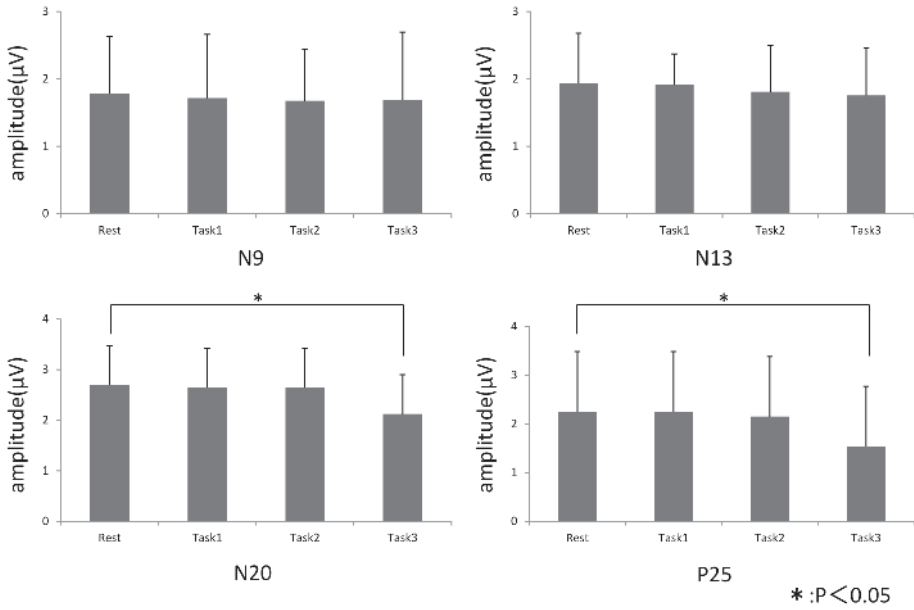 3
2
1
0
amplitude(μV)
Rest Task1 Task2 Task3
N9
3
2
1
0
amplitude(μV)
Rest Task1 Task2 Task3
N13
*
4
3
2
1
0
amplitude(μV)
Rest Task1 Task2 Task3
N20
*
4
3
2
1
0
amplitude(μV)
Rest Task1 Task2 Task3
P25
* :P＜0.05